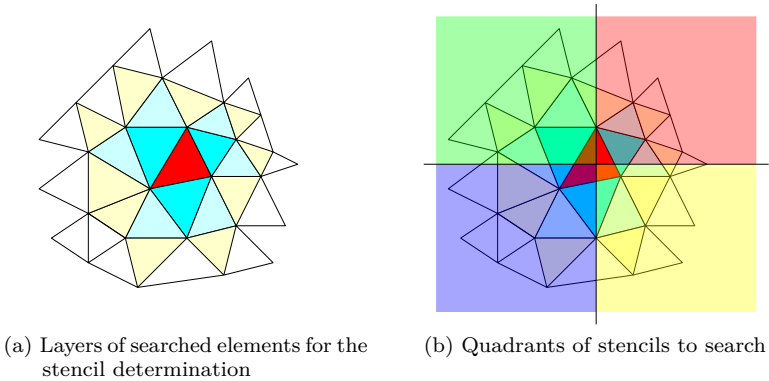 (a) Layers of searched elements for the
stencil determination
(b) Quadrants of stencils to search